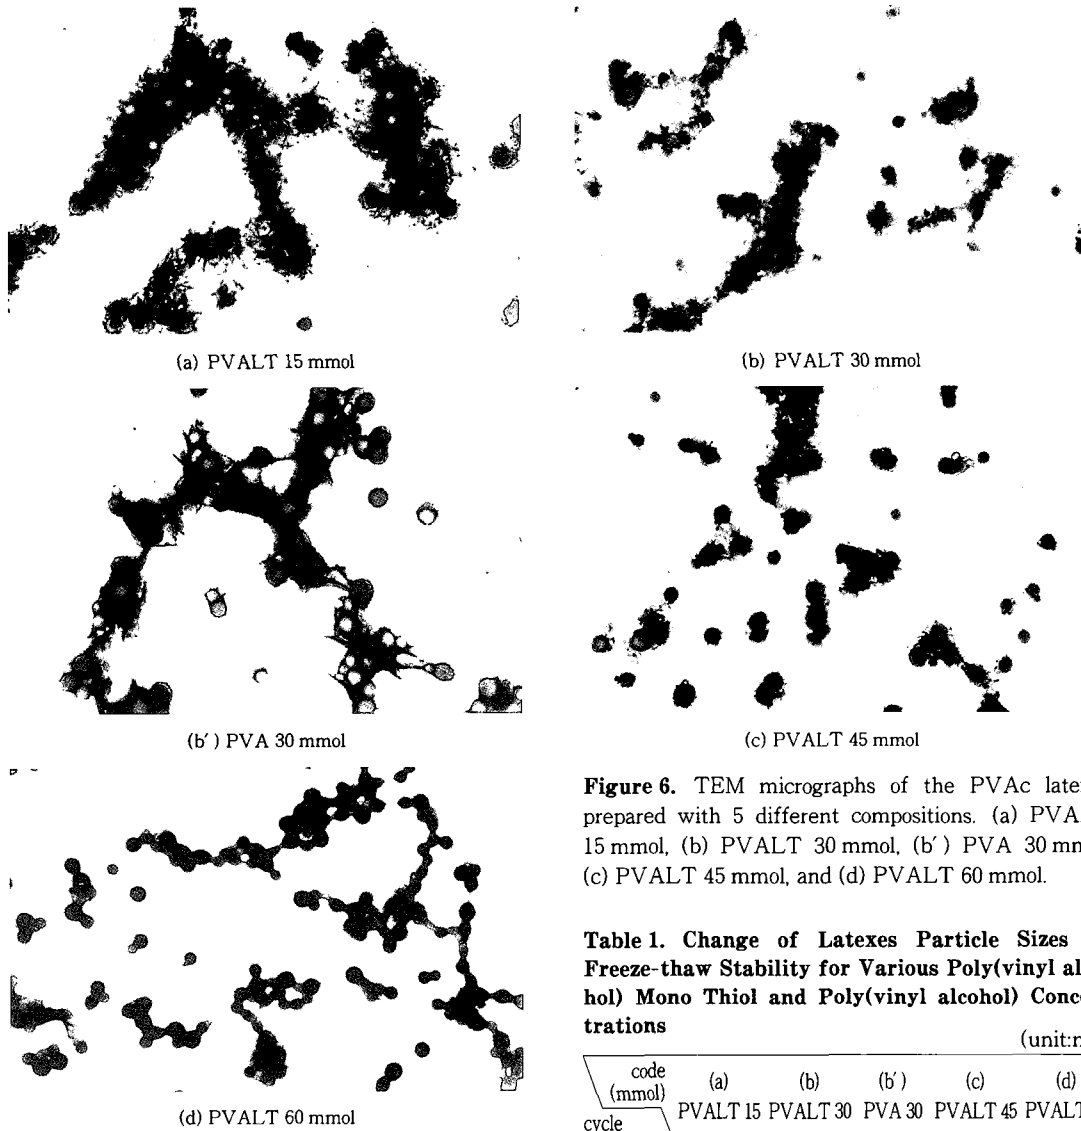 (a) PVALT 15 mmol
(b) PVALT 30 mmol
(b′) PVA 30 mmol
(c) PVALT 45 mmol
(d) PVALT 60 mmol
Figure 6. TEM micrographs of the PVAc late
prepared with 5 different compositions. (a) PVA
15 mmol, (b) PVALT 30 mmol, (b′) PVA 30 mm
(c) PVALT 45 mmol, and (d) PVALT 60 mmol.
Table 1. Change of Latexes Particle Sizes
Freeze-thaw Stability for Various Poly(vinyl al
hol) Mono Thiol and Poly(vinyl alcohol) Conce
trations
(unit:n
code (a) (b) (b′) (c) (d)
(mmol)
PVALT 15 PVALT 30 PVA 30 PVALT 45 PVALT
cycle